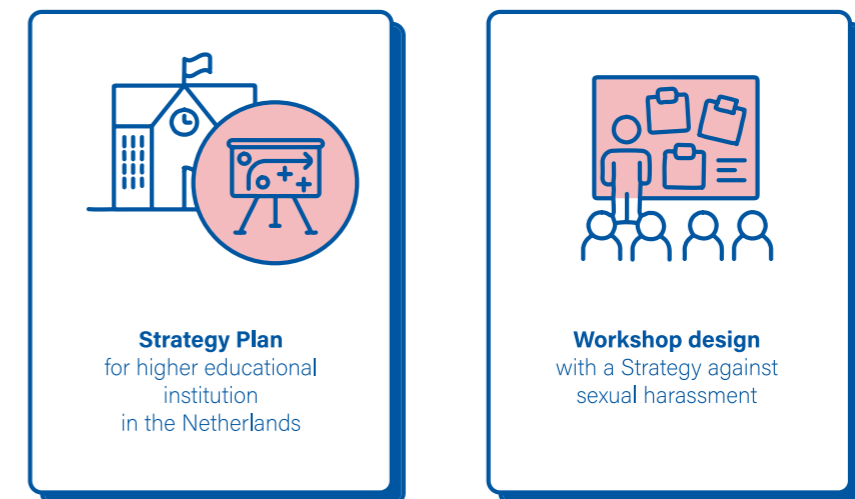 Strategy Plan
for higher educational
institution
in the Netherlands
Workshop design
with a Strategy against
sexual harassment